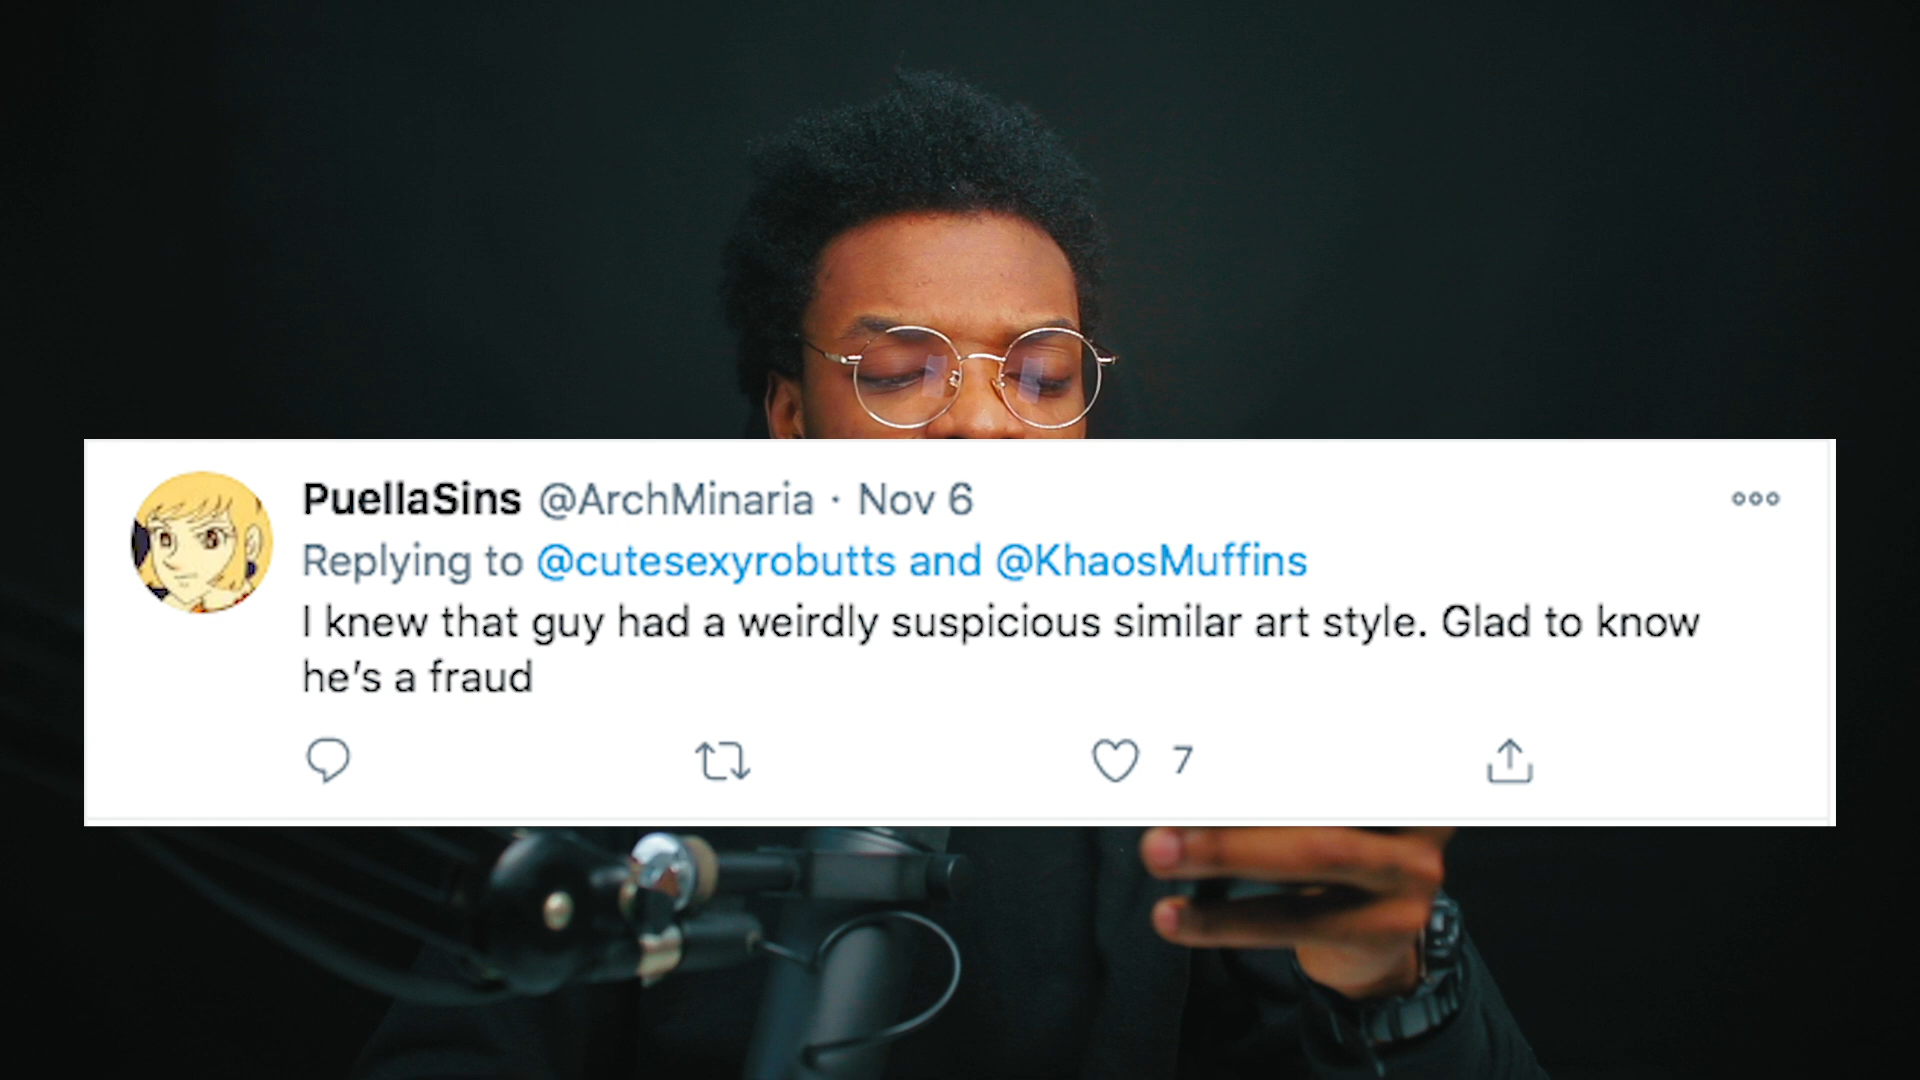 PuellaSins @ArchMinaria · Nov 6
Replying to @cutesexyrobutts and @KhaosMuffins
I knew that guy had a weirdly suspicious similar art style. Glad to know
he's a fraud
7